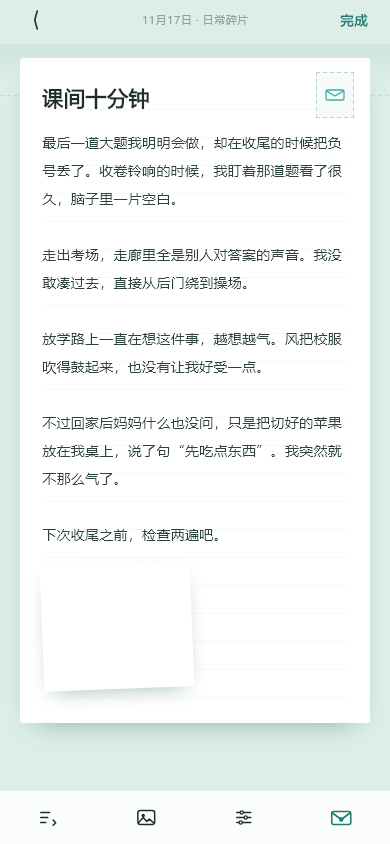 11月17日 · 日常碎片
完成
课间十分钟
最后一道大题我明明会做，却在收尾的时候把负
号丢了。收卷铃响的时候，我盯着那道题看了很
久，脑子里一片空白。
走出考场，走廊里全是别人对答案的声音。我没
敢凑过去，直接从后门绕到操场。
放学路上一直在想这件事，越想越气。风把校服
吹得鼓起来，也没有让我好受一点。
不过回家后妈妈什么也没问，只是把切好的苹果
放在我桌上，说了句“先吃点东西”。我突然就
不那么气了。
下次收尾之前，检查两遍吧。